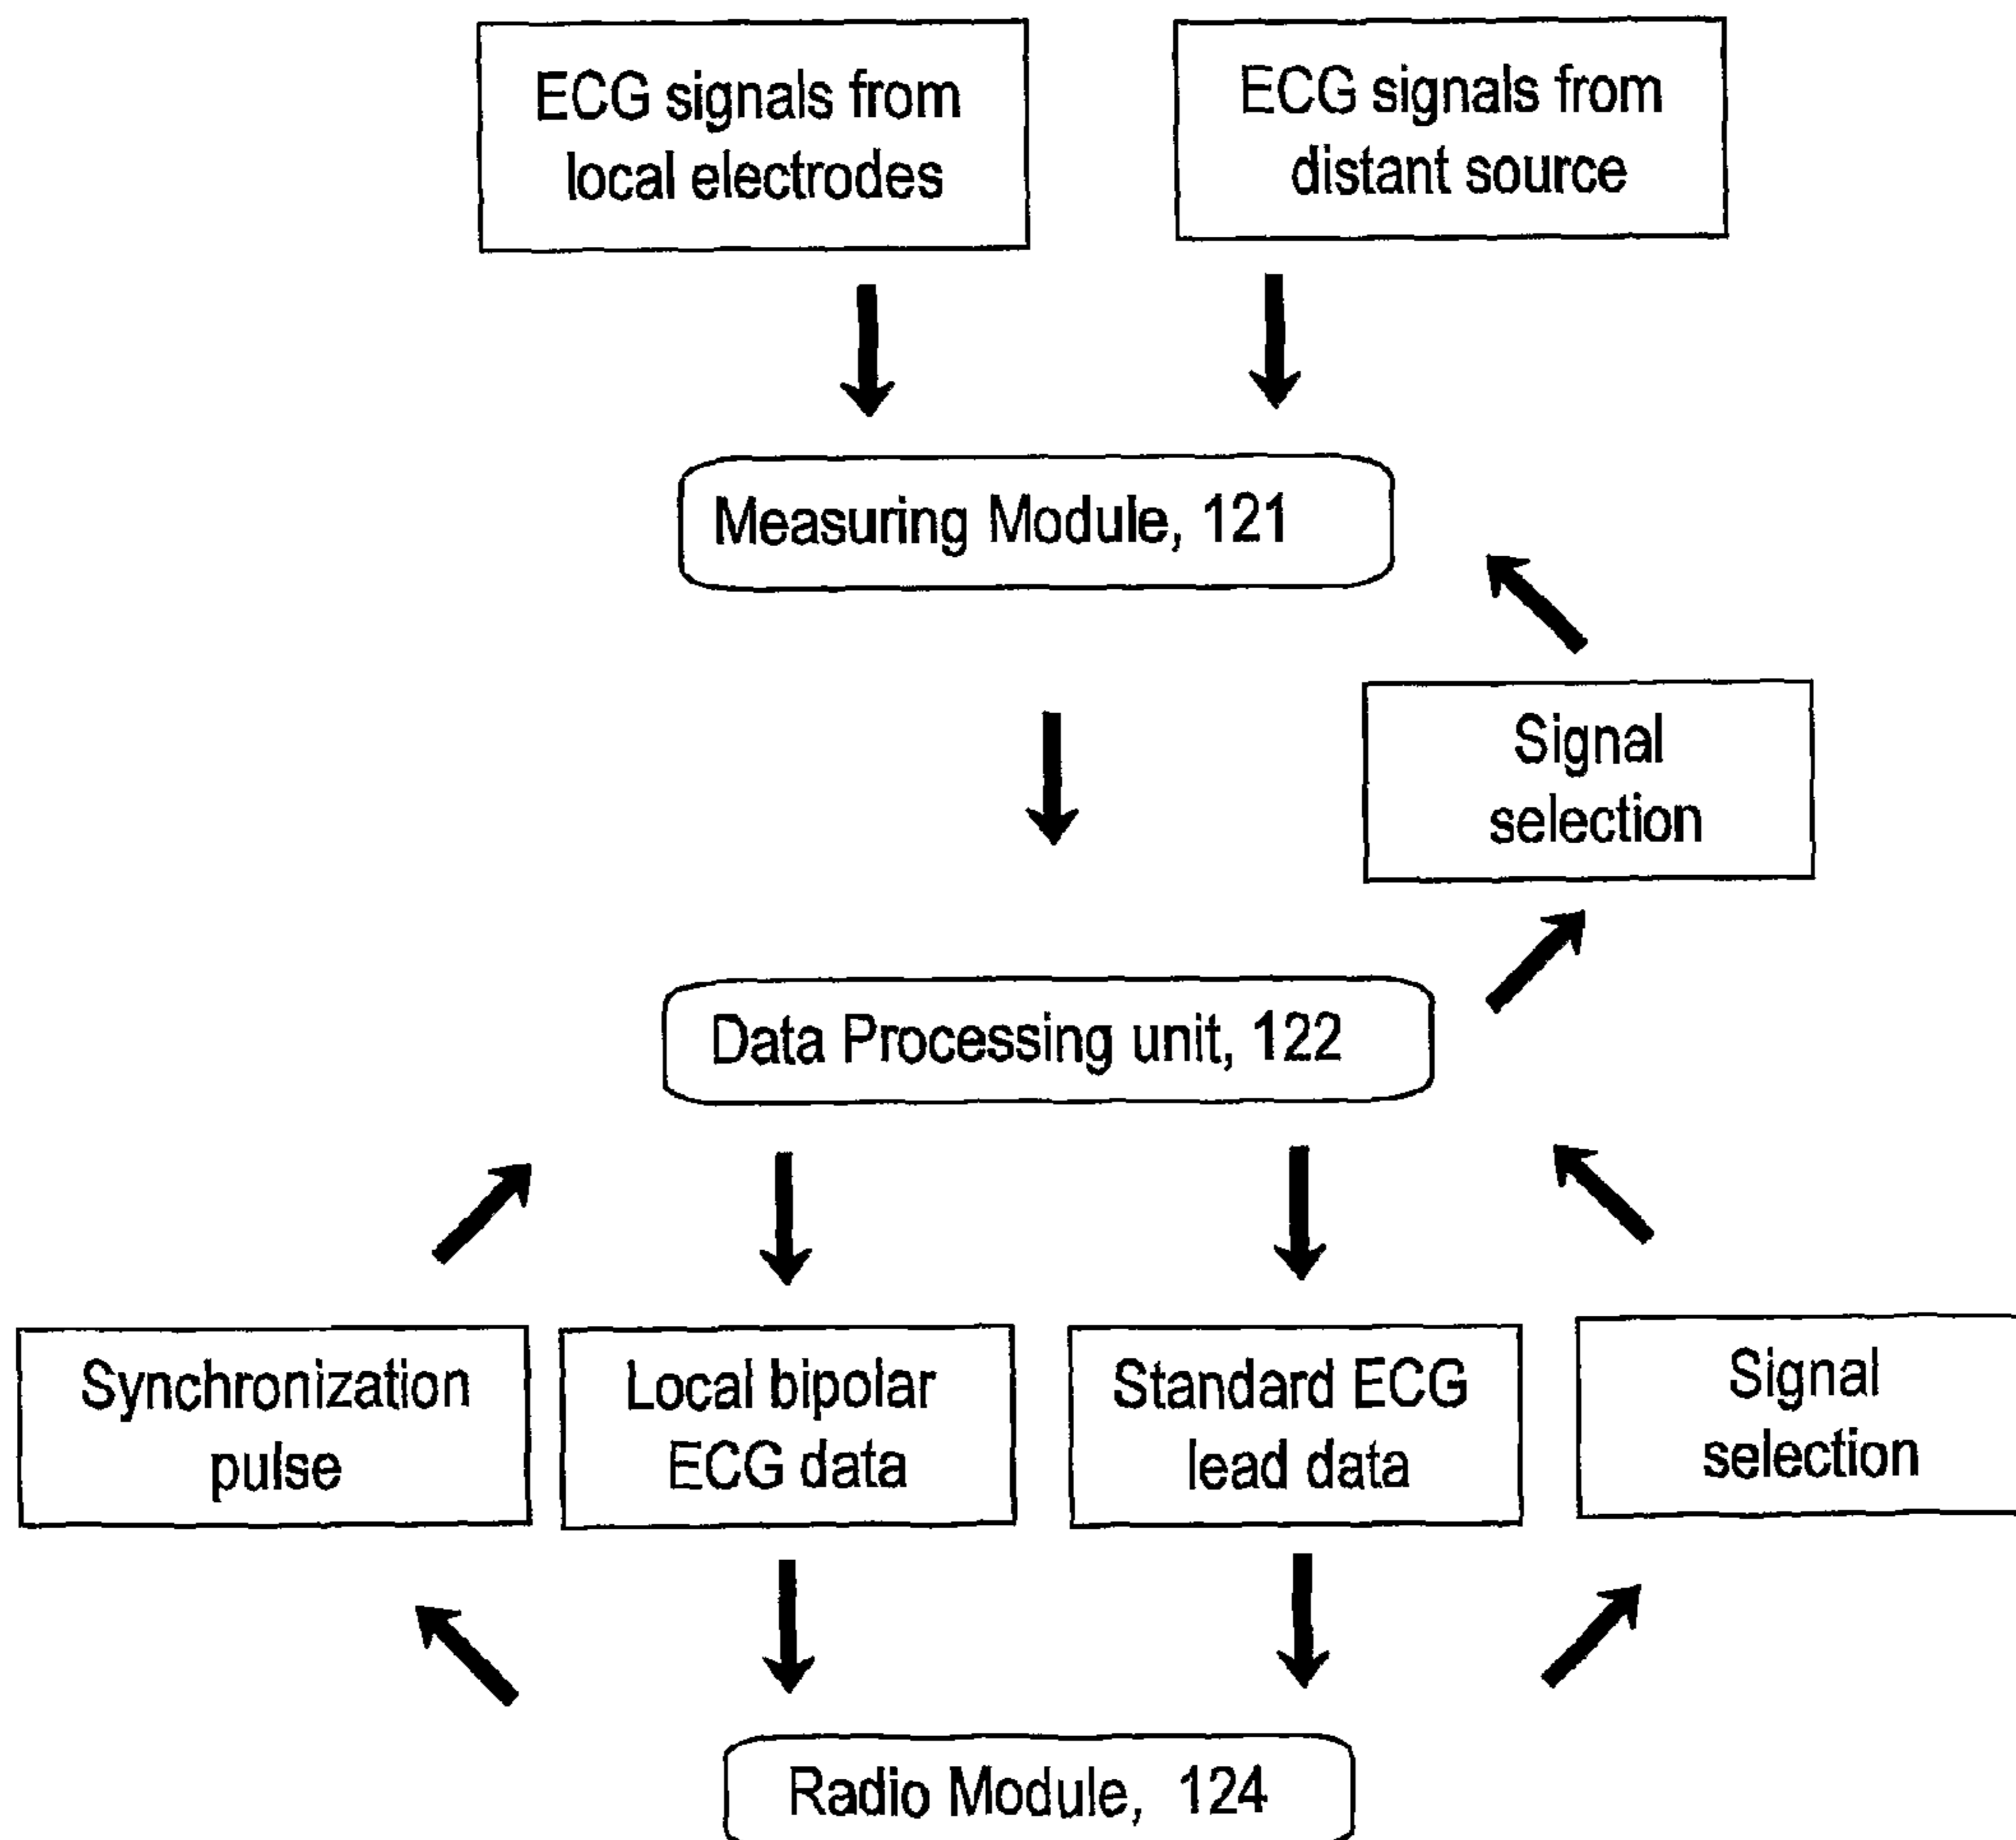 ECG signals from
local electrodes
ECG signals from
distant source
Measuring Module, 121
Signal
selection
Data Processing unit, 122
Synchronization
pulse
Local bipolar
ECG data
Standard ECG
lead data
Signal
selection
Radio Module, 124